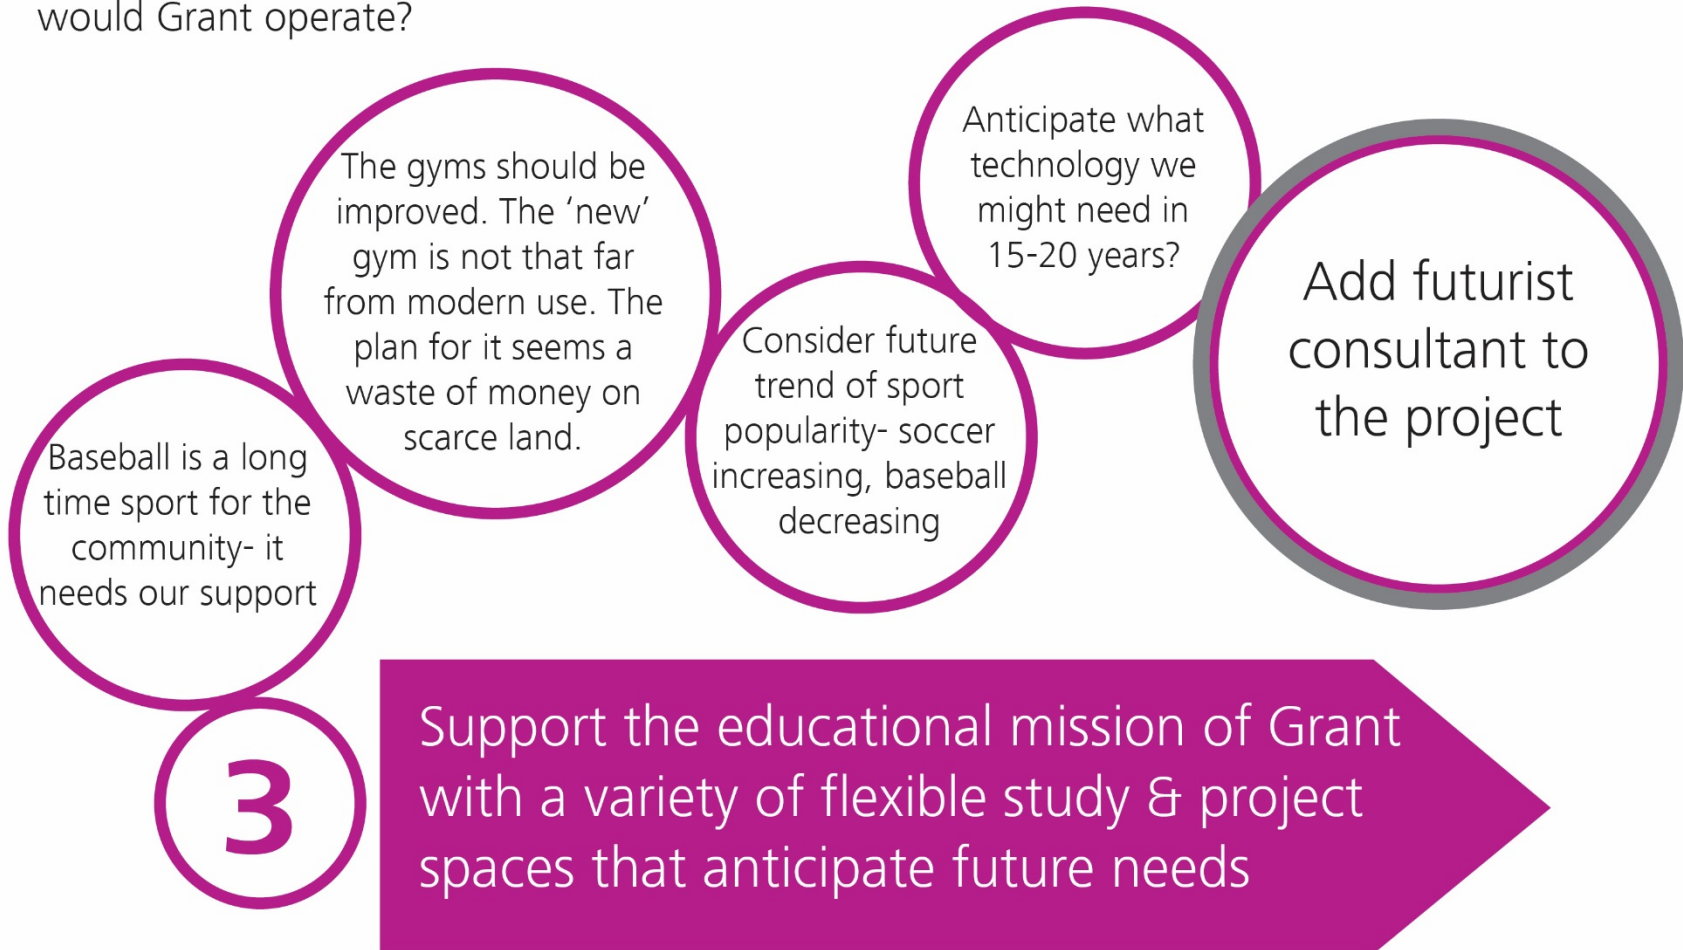 would Grant operate?
Baseball is a long
time sport for the
community- it
needs our support
The gyms should be
improved. The ‘new’
gym is not that far
from modern use. The
plan for it seems a
waste of money on
scarce land.
Consider future
trend of sport
popularity- soccer
increasing, baseball
decreasing
Anticipate what
technology we
might need in
15-20 years?
Add futurist
consultant to
the project
3
Support the educational mission of Grant
with a variety of flexible study & project
spaces that anticipate future needs